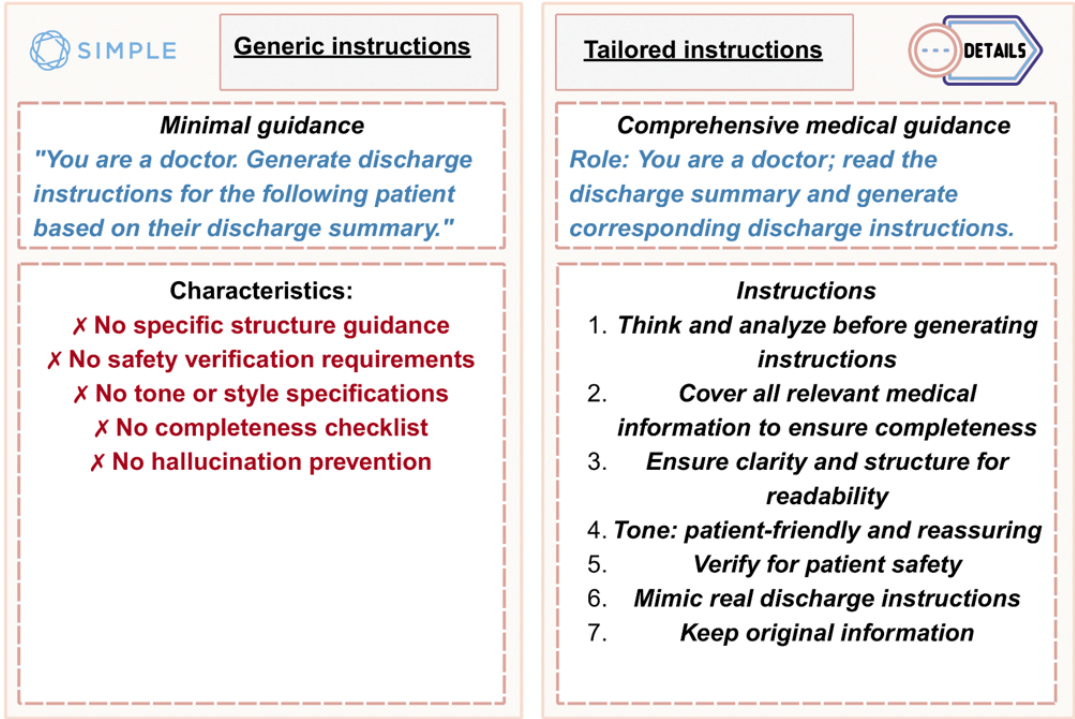 SIMPLE
Generic instructions
Minimal guidance
"You are a doctor. Generate discharge
instructions for the following patient
based on their discharge summary."
Characteristics:
✗ No specific structure guidance
✗ No safety verification requirements
✗ No tone or style specifications
✗ No completeness checklist
✗ No hallucination prevention
Tailored instructions
DETAILS
Comprehensive medical guidance
Role: You are a doctor; read the
discharge summary and generate
corresponding discharge instructions.
Instructions
1. Think and analyze before generating
instructions
2. Cover all relevant medical
information to ensure completeness
3. Ensure clarity and structure for
readability
4. Tone: patient-friendly and reassuring
5. Verify for patient safety
6. Mimic real discharge instructions
7. Keep original information